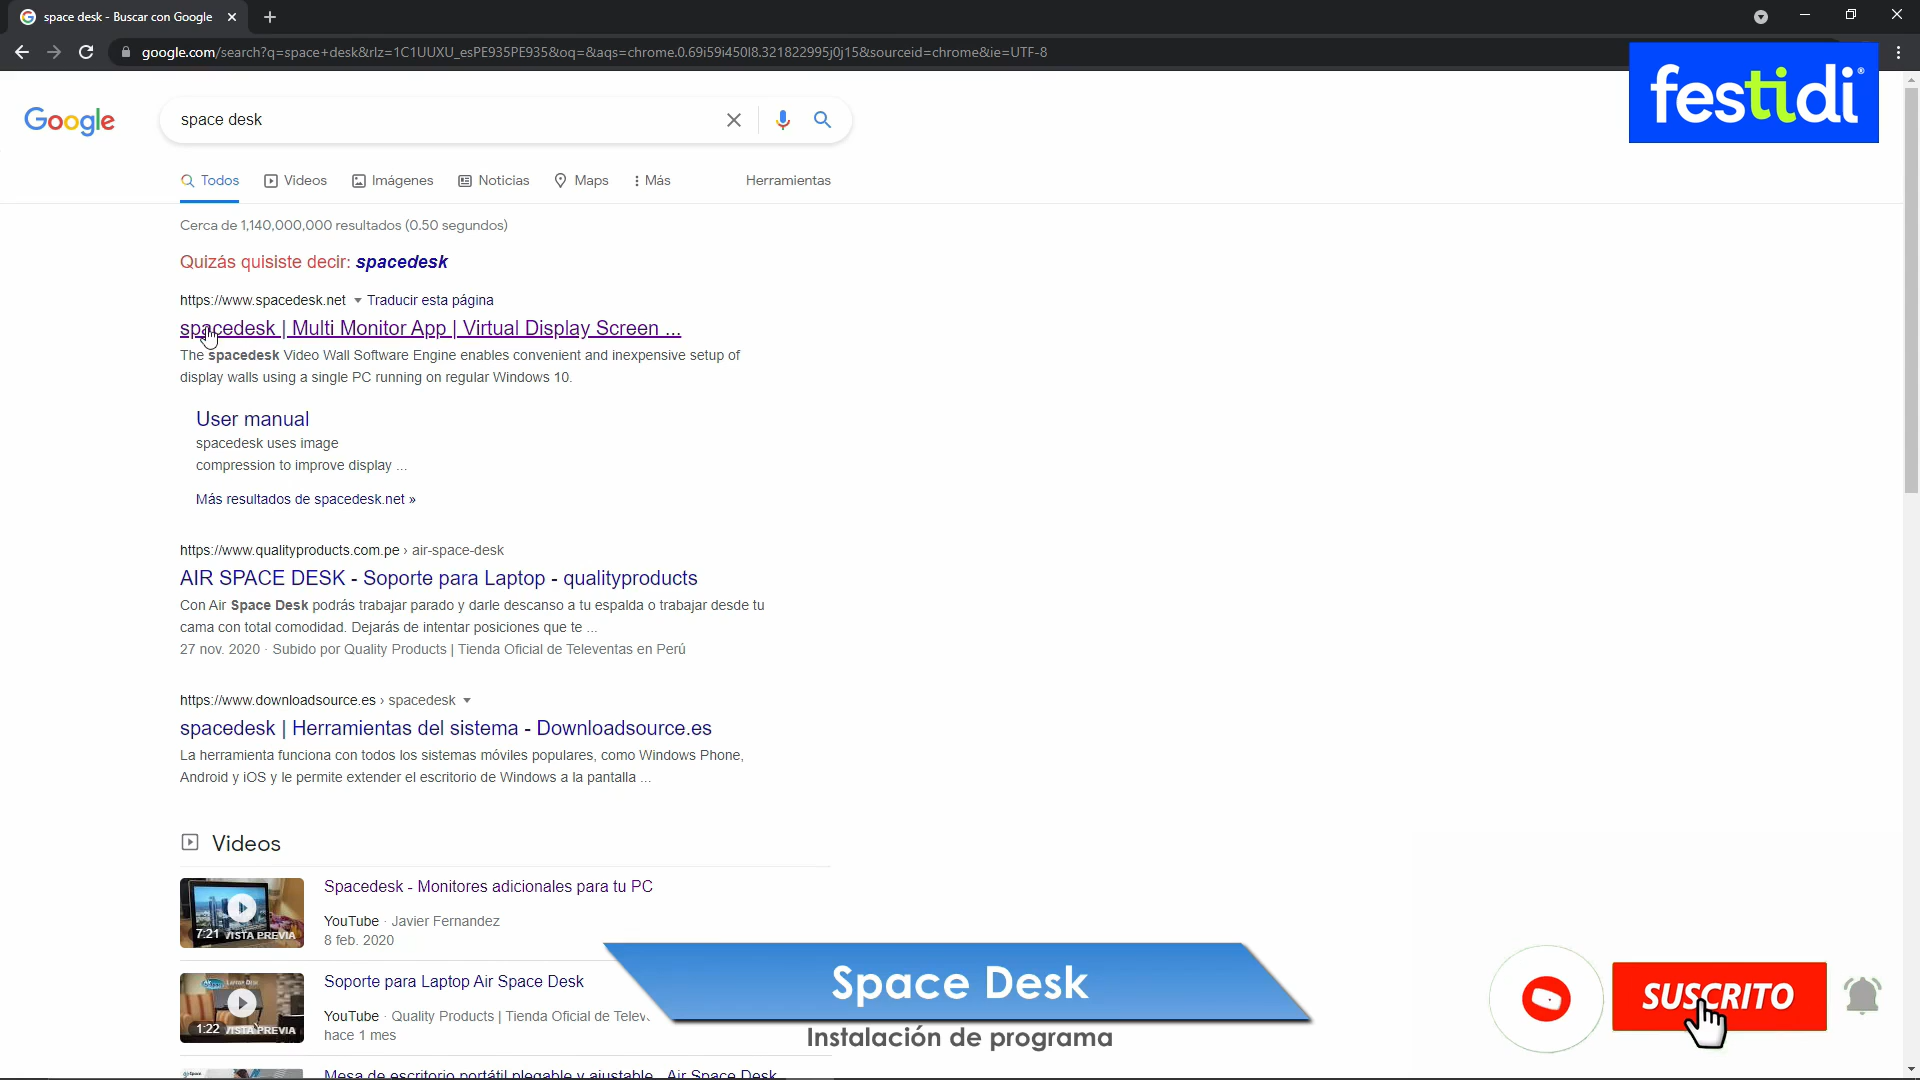 space desk - Buscar con Google
google.com/search?q=space+desk&rlz=1C1UUXU_esPE935PE935&oq=&aqs=chrome.0.69i59i450l8.321822995j0j15&sourceid=chrome&ie=UTF-8
festidi
Google
space desk
Todos
Videos
Imágenes
Noticias
Maps
Más
Herramientas
Cerca de 1,140,000,000 resultados (0.50 segundos)
Quizás quisiste decir: spacedesk
https://www.spacedesk.net
Traducir esta página
spacedesk | Multi Monitor App | Virtual Display Screen ...
The spacedesk Video Wall Software Engine enables convenient and inexpensive setup of
display walls using a single PC running on regular Windows 10.
User manual
spacedesk uses image
compression to improve display ...
Más resultados de spacedesk.net »
https://www.qualityproducts.com.pe › air-space-desk
AIR SPACE DESK - Soporte para Laptop - qualityproducts
Con Air Space Desk podrás trabajar parado y darle descanso a tu espalda o trabajar desde tu
cama con total comodidad. Dejarás de intentar posiciones que te ...
27 nov. 2020 · Subido por Quality Products | Tienda Oficial de Televentas en Perú
https://www.downloadsource.es › spacedesk
spacedesk | Herramientas del sistema - Downloadsource.es
La herramienta funciona con todos los sistemas móviles populares, como Windows Phone,
Android y iOS y le permite extender el escritorio de Windows a la pantalla ...
Videos
7:21
VISTA PREVIA
Spacedesk - Monitores adicionales para tu PC
YouTube · Javier Fernandez
8 feb. 2020
1:22
VISTA PREVIA
Soporte para Laptop Air Space Desk
YouTube · Quality Products | Tienda Oficial de
hace 1 mes
Mesa de escritorio portátil plegable y ajustable Air Space Desk
Space Desk
Instalación de programa
SUSCRITO